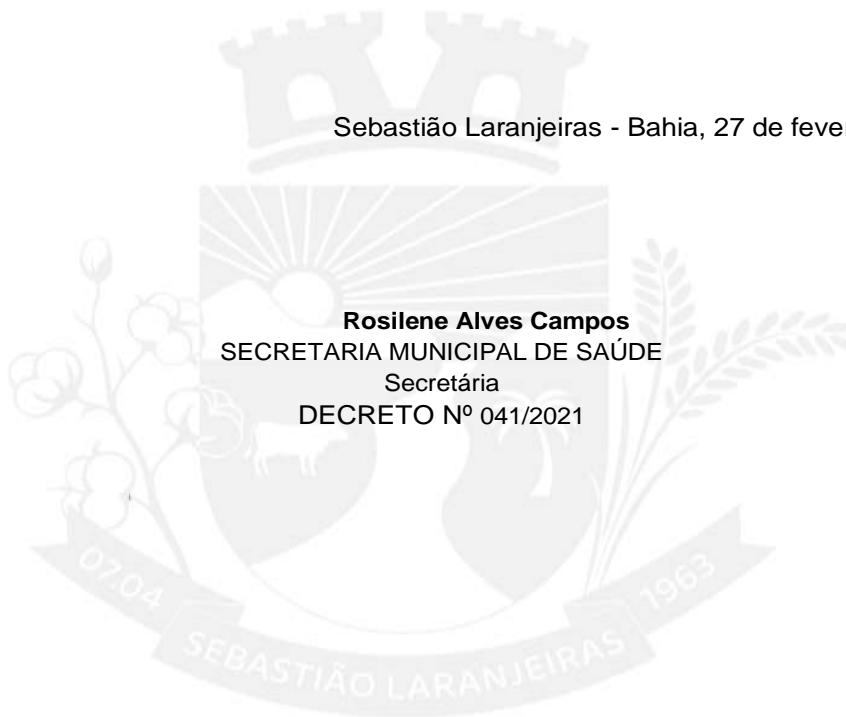 Sebastião Laranjeiras - Bahia, 27 de
Rosilene Alves Campos
SECRETARIA MUNICIPAL DE SAÚDE
Secretária
DECRETO Nº 041/2021
07.04
1963
SEBASTIÃO LARANJEIRAS